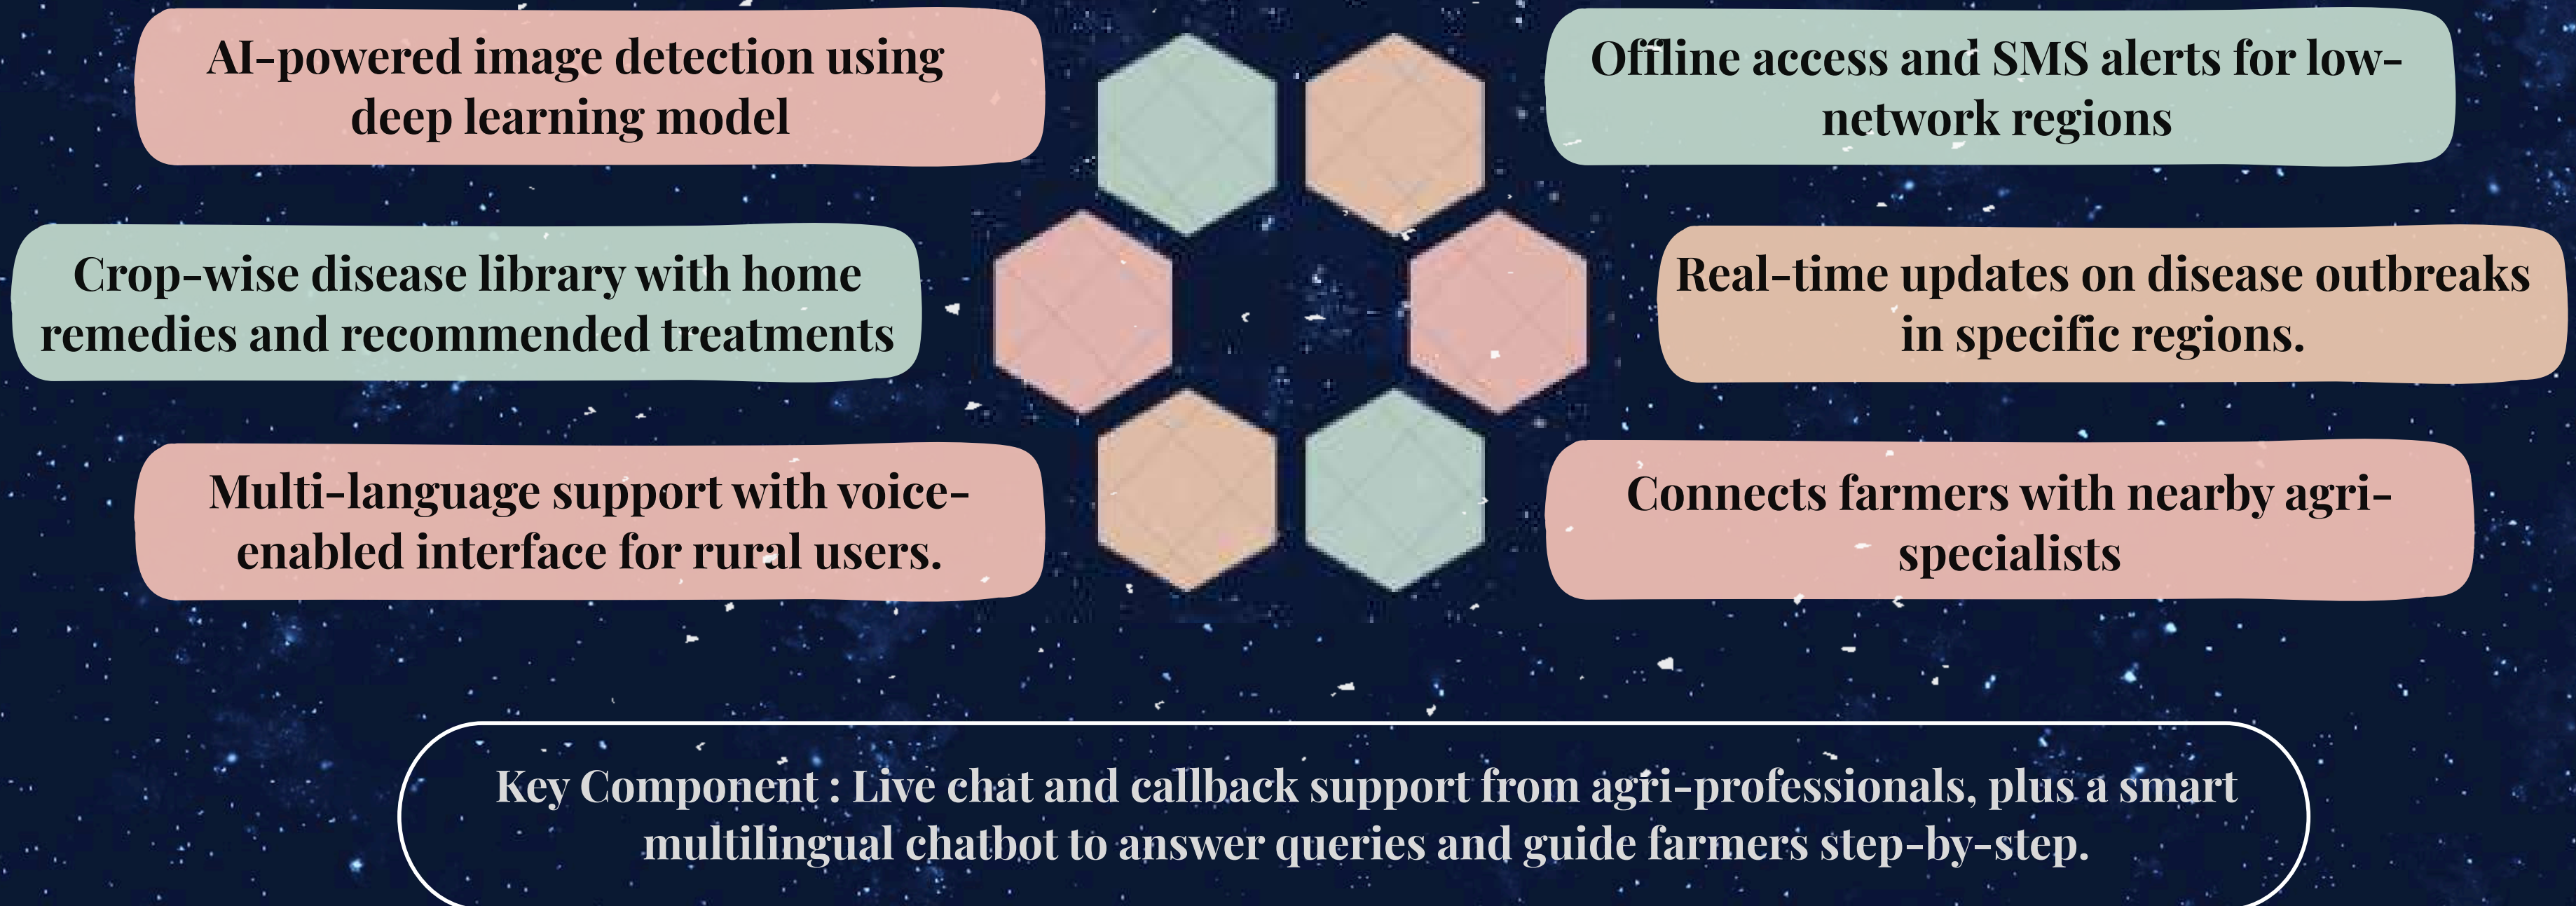 AI-powered image detection using
deep learning model
Crop-wise disease library with home
remedies and recommended treatments
Multi-language support with voice-
enabled interface for rural users.
Offline access and SMS alerts for low-
network regions
Real-time updates on disease outbreaks
in specific regions.
Connects farmers with nearby agri-
specialists
Key Component : Live chat and callback support from agri-professionals, plus a smart
multilingual chatbot to answer queries and guide farmers step-by-step.